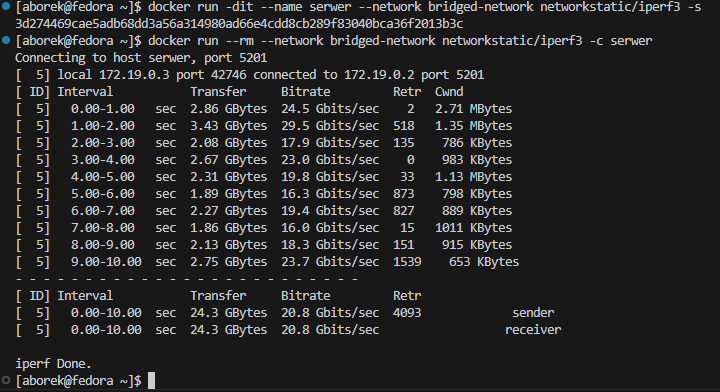 [aborek@fedora ~]$ docker run -dit --name serwer --network bridged-network networkstatic/iperf3 -s
3d274469cae5adb68dd3a56a314980ad66e4cdd8cb289f83040bca36f2013b3c
[aborek@fedora ~]$ docker run --rm --network bridged-network networkstatic/iperf3 -c serwer
Connecting to host serwer, port 5201
[  5] local 172.19.0.3 port 42746 connected to 172.19.0.2 port 5201
[ ID] Interval           Transfer     Bitrate         Retr  Cwnd
[  5]   0.00-1.00   sec  2.86 GBytes  24.5 Gbits/sec    2   2.71 MBytes
[  5]   1.00-2.00   sec  3.43 GBytes  29.5 Gbits/sec  518   1.35 MBytes
[  5]   2.00-3.00   sec  2.08 GBytes  17.9 Gbits/sec  135    786 KBytes
[  5]   3.00-4.00   sec  2.67 GBytes  23.0 Gbits/sec    0    983 KBytes
[  5]   4.00-5.00   sec  2.31 GBytes  19.8 Gbits/sec   33   1.13 MBytes
[  5]   5.00-6.00   sec  1.89 GBytes  16.3 Gbits/sec  873    798 KBytes
[  5]   6.00-7.00   sec  2.27 GBytes  19.4 Gbits/sec  827    889 KBytes
[  5]   7.00-8.00   sec  1.86 GBytes  16.0 Gbits/sec   15   1011 KBytes
[  5]   8.00-9.00   sec  2.13 GBytes  18.3 Gbits/sec  151    915 KBytes
[  5]   9.00-10.00  sec  2.75 GBytes  23.7 Gbits/sec  1539    653 KBytes
- - - - - - - - - - - - - - - - - - - - - - - - -
[ ID] Interval           Transfer     Bitrate         Retr
[  5]   0.00-10.00  sec  24.3 GBytes  20.8 Gbits/sec  4093             sender
[  5]   0.00-10.00  sec  24.3 GBytes  20.8 Gbits/sec                  receiver
iperf Done.
[aborek@fedora ~]$